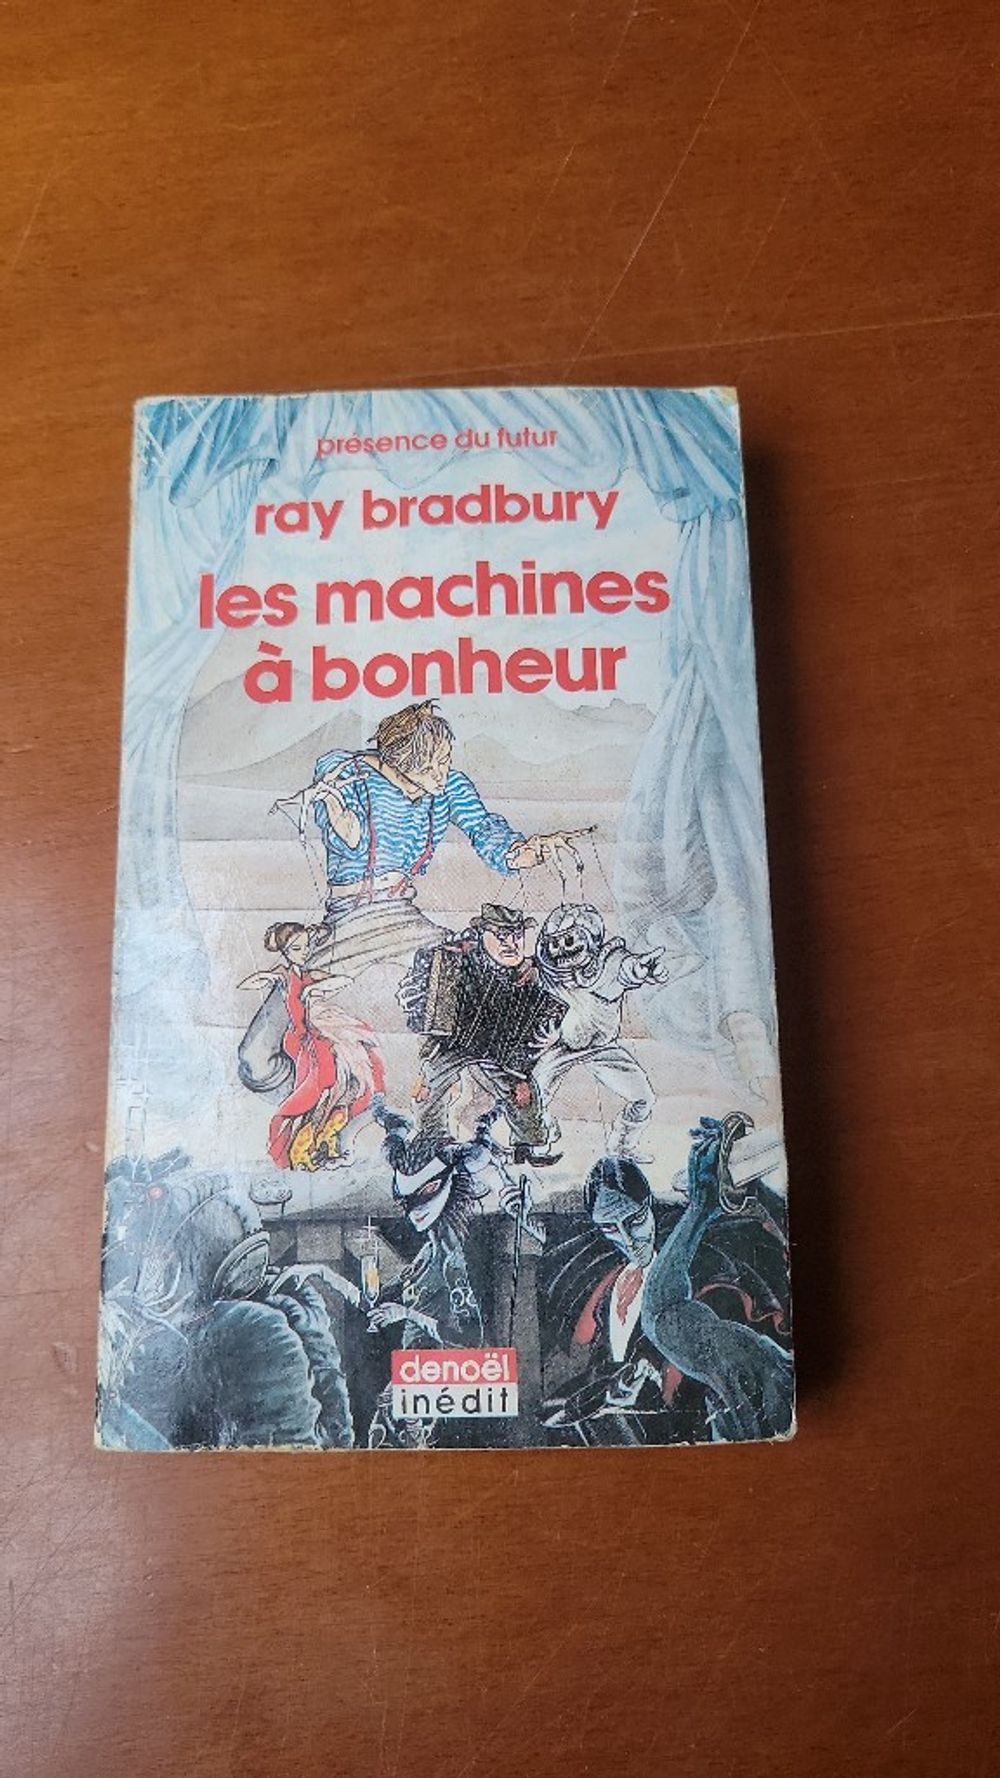 présence du futur
ray bradbury
les machines
à bonheur
denoël
inédit